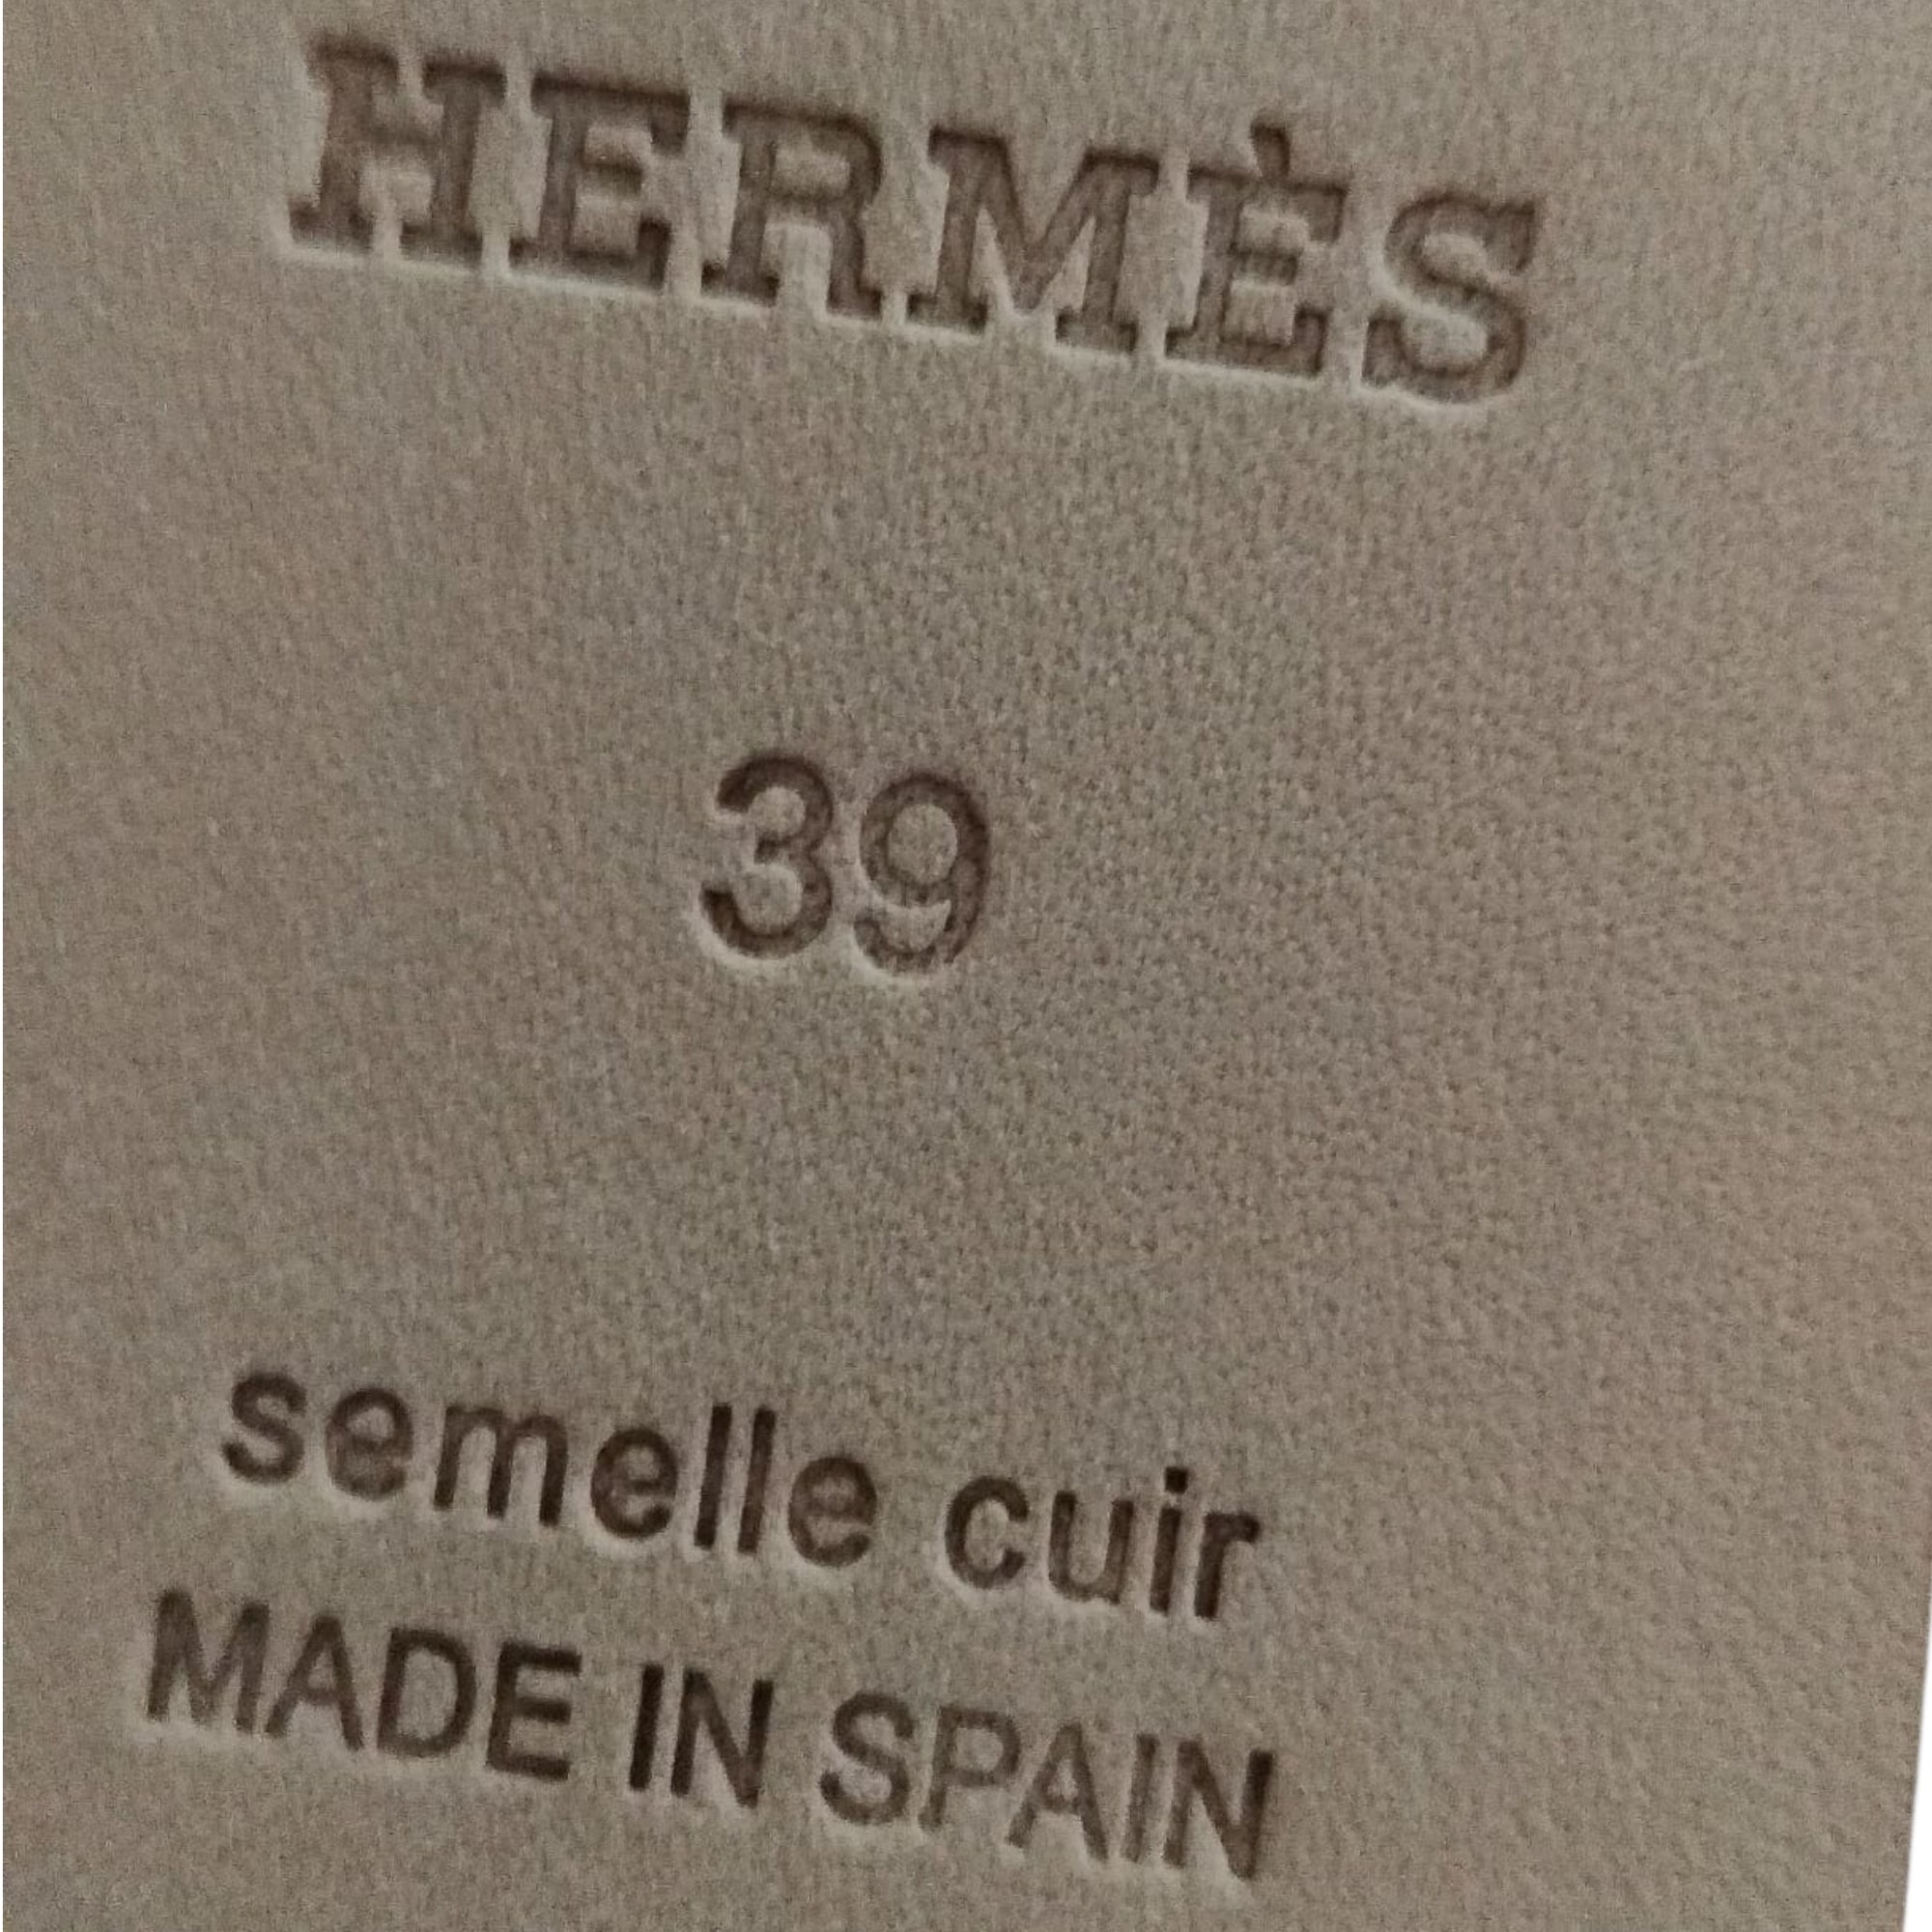 HERMÈS
39
semelle cuir
MADE IN SPAIN